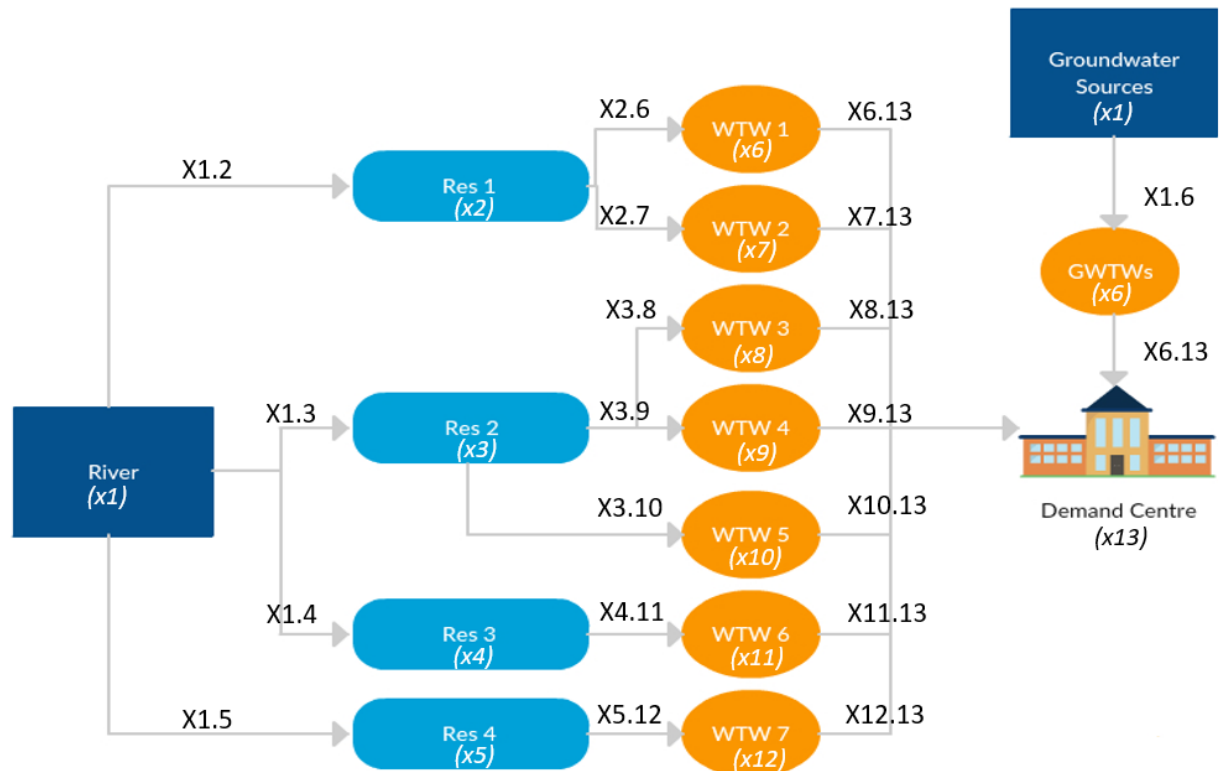 Groundwater
Sources
(x1)
X2.6
WTW 1
(x6)
X6.13
X1.2
Res 1
(x2)
X1.6
X2.7
WTW 2
(x7)
X7.13
GWTWs
(x6)
X3.8
WTW 3
(x8)
X8.13
X6.13
X1.3
Res 2
(x3)
X3.9
WTW 4
(x9)
X9.13
River
(x1)
X3.10
WTW 5
(x10)
X10.13
Demand Centre
(x13)
X1.4
Res 3
(x4)
X4.11
WTW 6
(x11)
X11.13
X1.5
Res 4
(x5)
X5.12
WTW 7
(x12)
X12.13